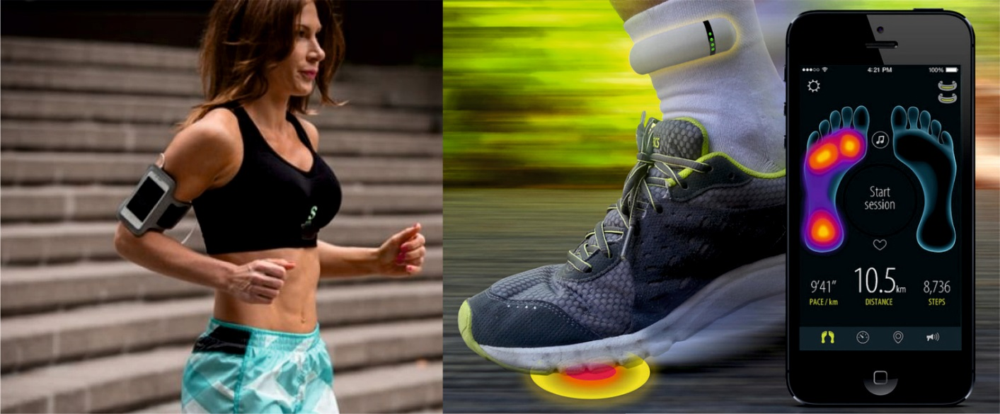 4:21 PM
100%
Start
session
9'41"
10.5km
8,736
PACE / km
DISTANCE
STEPS